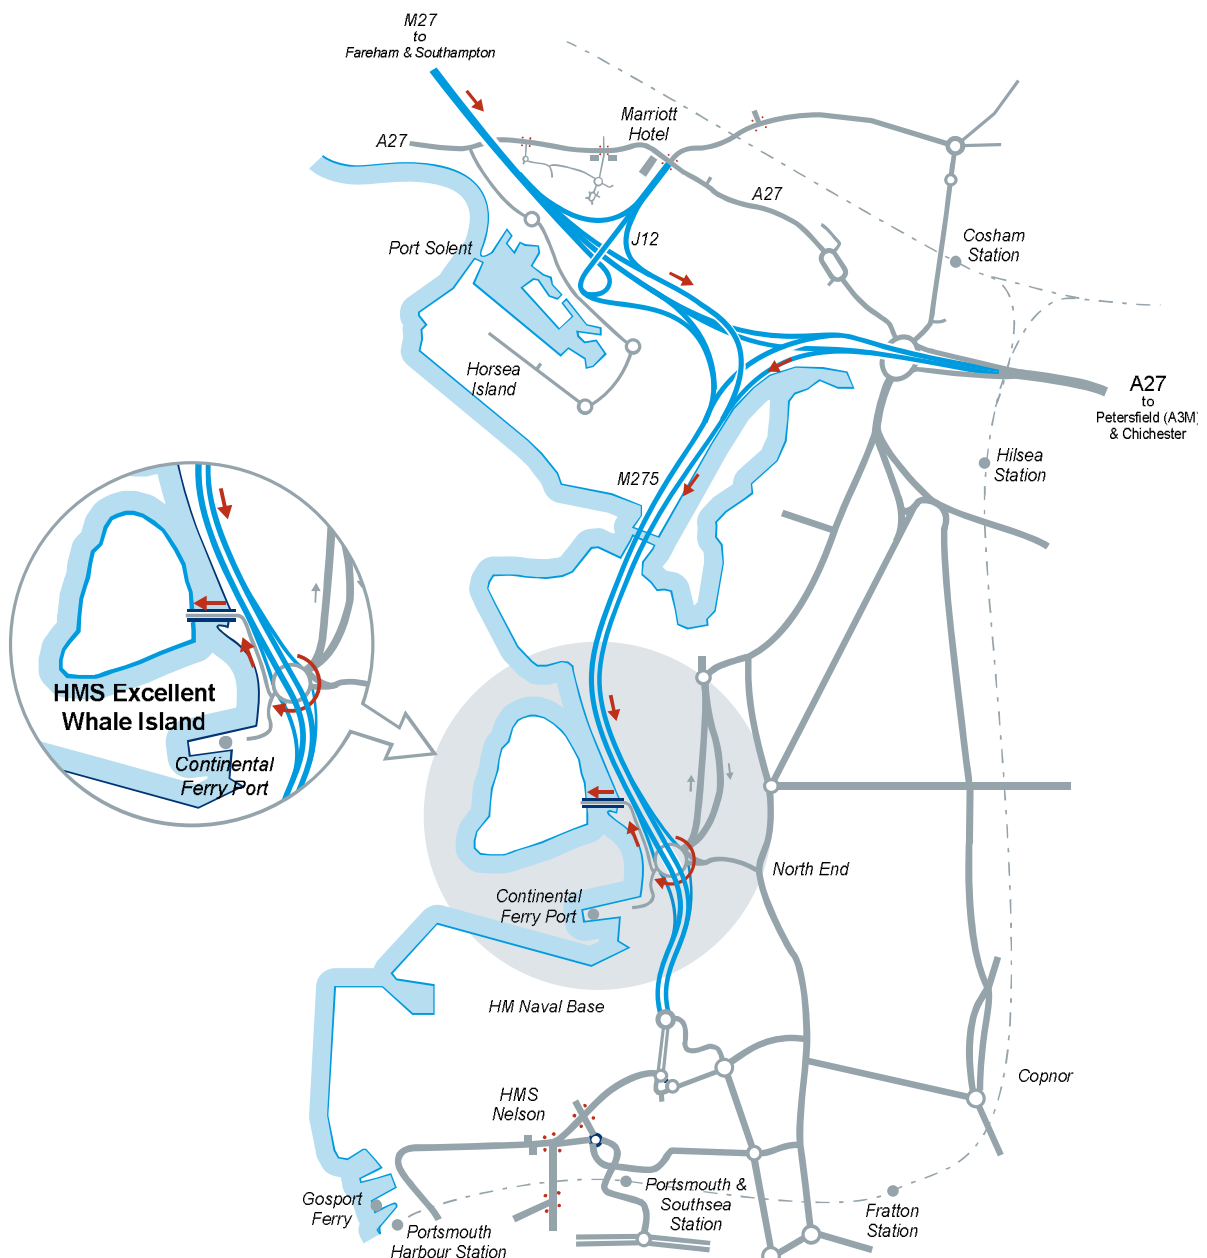 M27
to
Fareham & Southampton
Marriott
Hotel
A27
A27
J12
Port Solent
Cosham
Station
Horsea
Island
A27
to
Petersfield (A3M)
& Chichester
Hilsea
Station
M275
HMS Excellent
Whale Island
Continental
Ferry Port
North End
Continental
Ferry Port
HM Naval Base
Copnor
HMS
Nelson
Gosport
Ferry
Portsmouth
Harbour Station
Portsmouth &
Southsea
Station
Fratton
Station